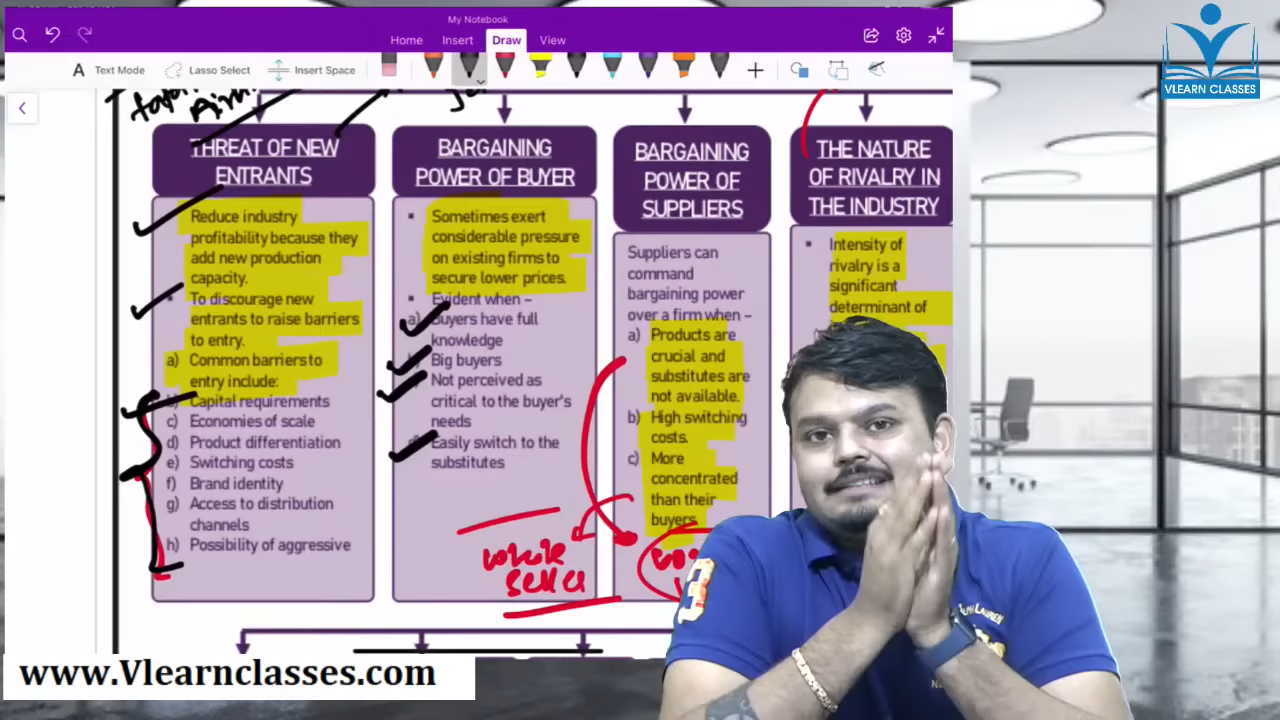 My Notebook
Home Insert Draw View
Text Mode
Lasso Select
Insert Space
VLEARN CLASSES
THREAT OF NEW
ENTRANTS
Reduce industry
profitability because they
add new production
capacity.
To discourage new
entrants to raise barriers
to entry.
a) Common barriers to
entry include:
b) Capital requirements
c) Economies of scale
d) Product differentiation
e) Switching costs
f) Brand identity
g) Access to distribution
channels
h) Possibility of aggressive
BARGAINING
POWER OF BUYER
Sometimes exert
considerable pressure
on existing firms to
secure lower prices.
Evident when –
a) Buyers have full
knowledge
Big buyers
Not perceived as
critical to the buyer's
needs
Easily switch to the
substitutes
whole
seller
BARGAINING
POWER OF
SUPPLIERS
Suppliers can
command
bargaining power
over a firm when –
a) Products are
crucial and
substitutes are
not available.
b) High switching
costs.
c) More
concentrated
than their
buyers
THE NATURE
OF RIVALRY IN
THE INDUSTRY
Intensity of
rivalry is a
significant
determinant of
3
RALPH LAUREN
www.Vlearnclasses.com